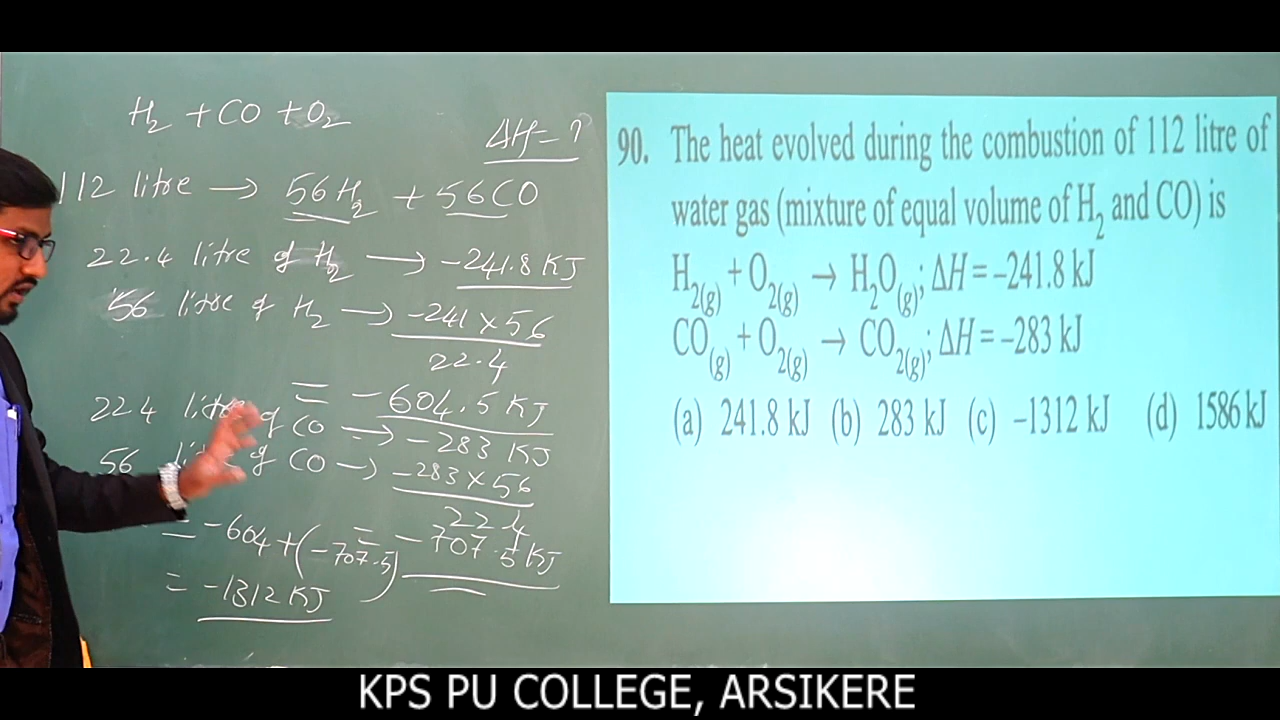 H₂ + CO + O₂
ΔH = ?
112 litre → 56H₂ + 56CO
22.4 litre of H₂ → -241.8 KJ
56 litre of H₂ → -241 × 56
22.4
= -604.5 KJ
22.4 litre of CO → -283 KJ
56 litre of CO → -283 × 56
22.4
= -707.5 KJ
= -604 + (-707.5)
= -1312 KJ
90. The heat evolved during the combustion of 112 litre of
water gas (mixture of equal volume of H₂ and CO) is
H₂(g) + O₂(g) → H₂O(g); ΔH = –241.8 kJ
CO(g) + O₂(g) → CO₂(g); ΔH = –283 kJ
(a) 241.8 kJ (b) 283 kJ (c) –1312 kJ (d) 1586 kJ
KPS PU COLLEGE, ARSIKERE